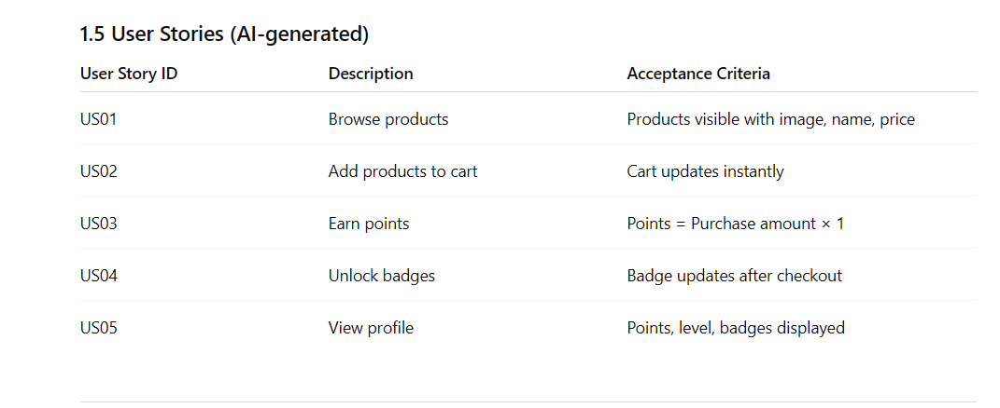 1.5 User Stories (AI-generated)
User Story ID Description Acceptance Criteria
US01 Browse products Products visible with image, name, price
US02 Add products to cart Cart updates instantly
US03 Earn points Points = Purchase amount × 1
US04 Unlock badges Badge updates after checkout
US05 View profile Points, level, badges displayed